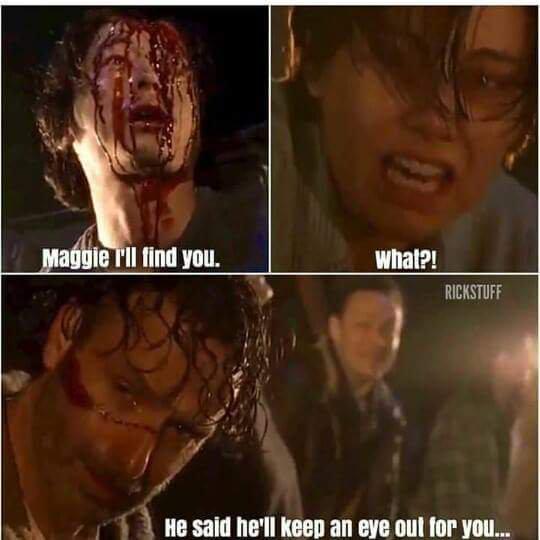 Maggie I'll find you.
What?!
RICKSTUFF
He said he'll keep an eye out for you...